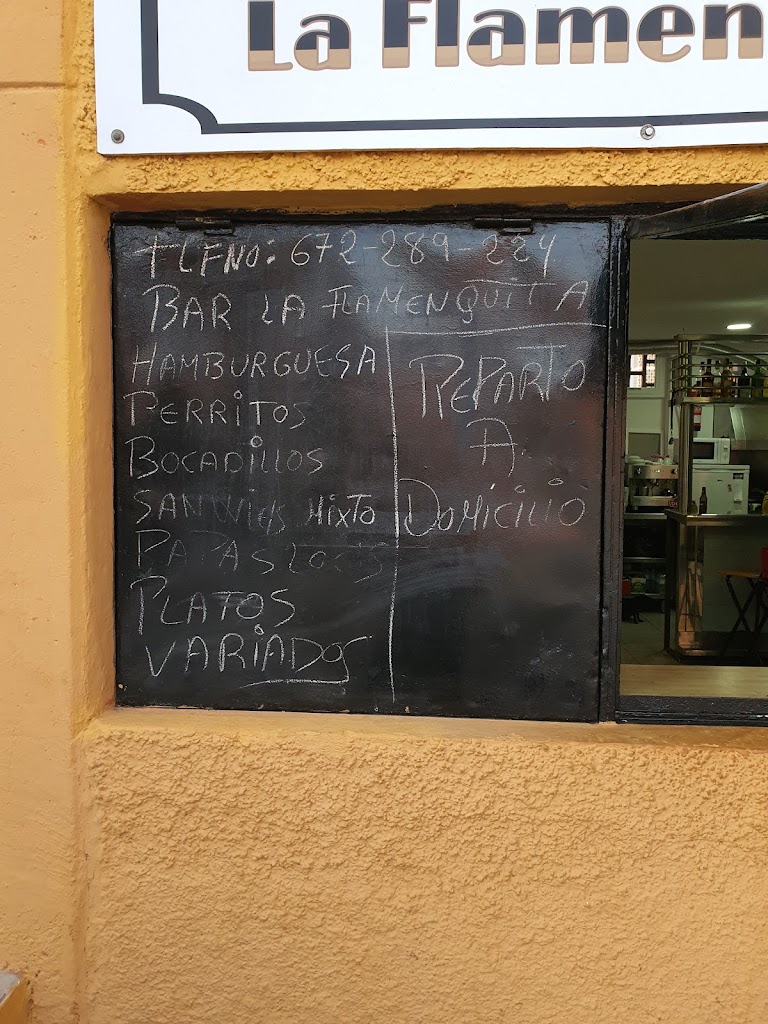 La Flamen
TLFNO: 672-289-224
BAR LA FLAMENQUITA
HAMBURGUESA
PERRITOS
BOCADILLOS
SANWICHS MIXTO
PAPAS LOCAS
PLATOS
VARIADOS
REPARTO
A
DOMICILIO